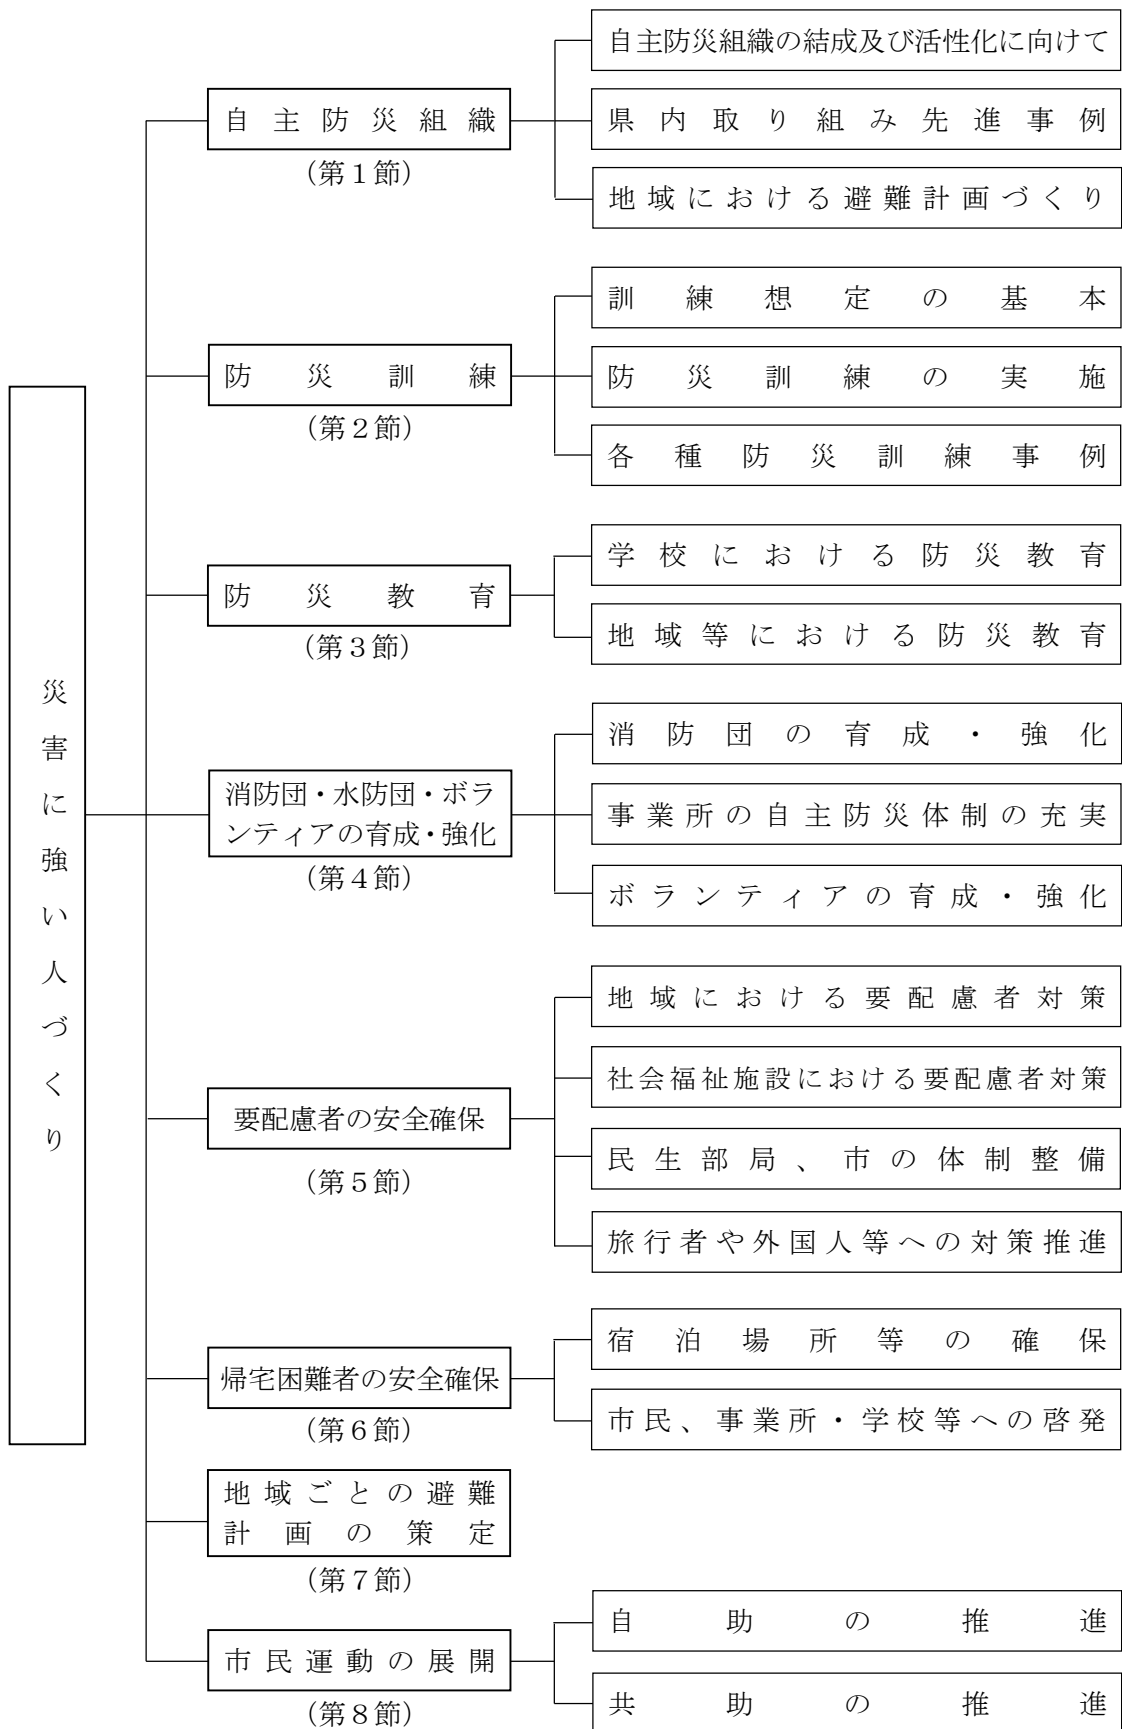 災害に強い人づくり
自主防災組織
（第１節）
自主防災組織の結成及び活性化に向けて
県内取り組み先進事例
地域における避難計画づくり
防災訓練
（第２節）
訓練想定の基本
防災訓練の実施
各種防災訓練事例
防災教育
（第３節）
学校における防災教育
地域等における防災教育
消防団・水防団・ボラ
ンティアの育成・強化
（第４節）
消防団の育成・強化
事業所の自主防災体制の充実
ボランティアの育成・強化
要配慮者の安全確保
（第５節）
地域における要配慮者対策
社会福祉施設における要配慮者対策
民生部局、市の体制整備
旅行者や外国人等への対策推進
帰宅困難者の安全確保
（第６節）
宿泊場所等の確保
市民、事業所・学校等への啓発
地域ごとの避難
計画の策定
（第７節）
市民運動の展開
（第８節）
自助の推進
共助の推進